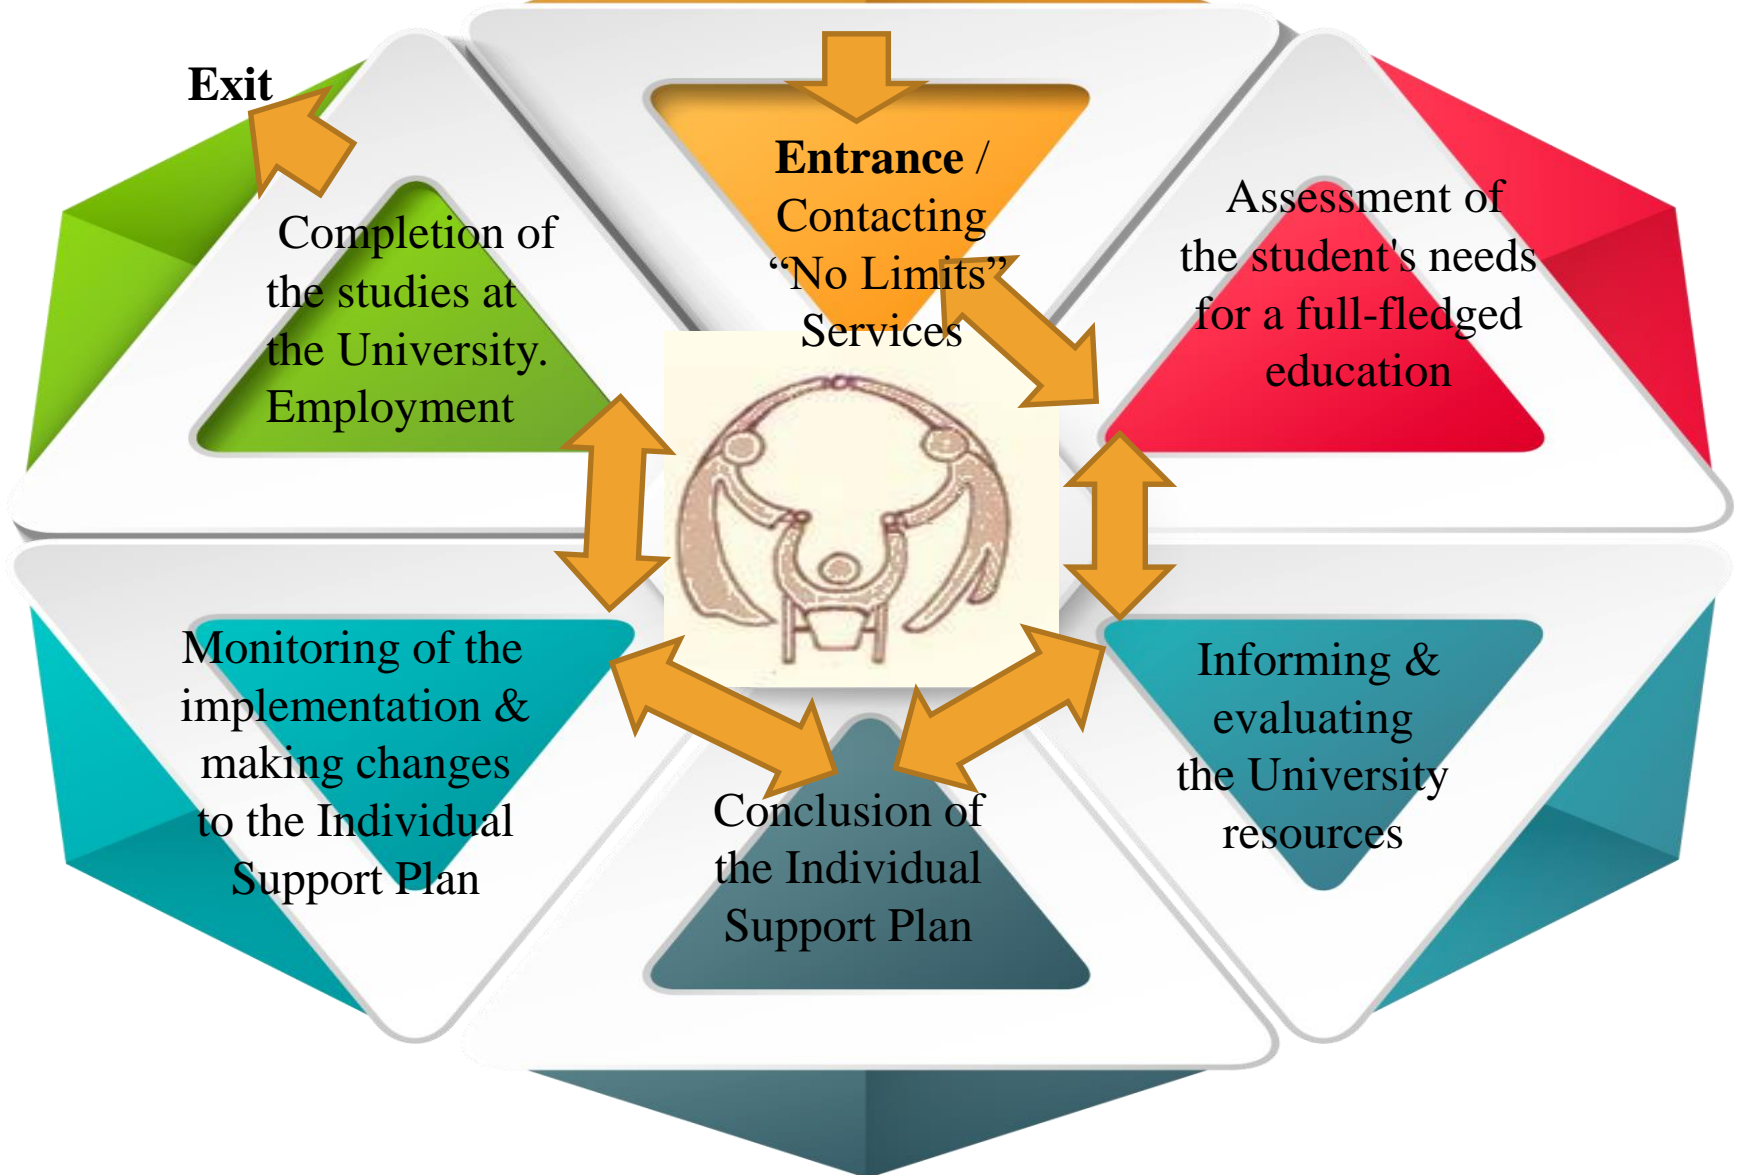 Exit
Entrance /
Contacting
“No Limits”
Services
Assessment of
the student's needs
for a full-fledged
education
Informing &
evaluating
the University
resources
Conclusion of
the Individual
Support Plan
Monitoring of the
implementation &
making changes
to the Individual
Support Plan
Completion of
the studies at
the University.
Employment